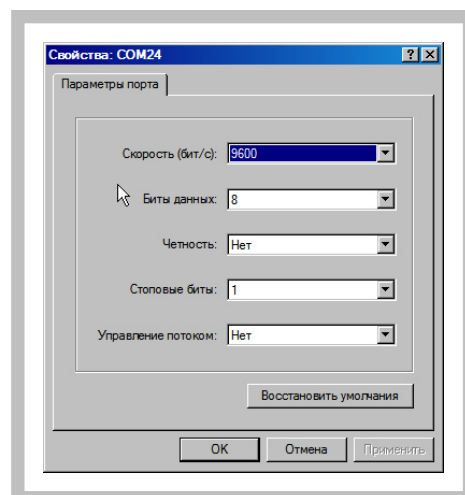 Свойства: COM24
Параметры порта
Скорость (бит/с): 9600
Биты данных: 8
Четность: Нет
Стоповые биты: 1
Управление потоком: Нет
Восстановить умолчания
OK Отмена Применить